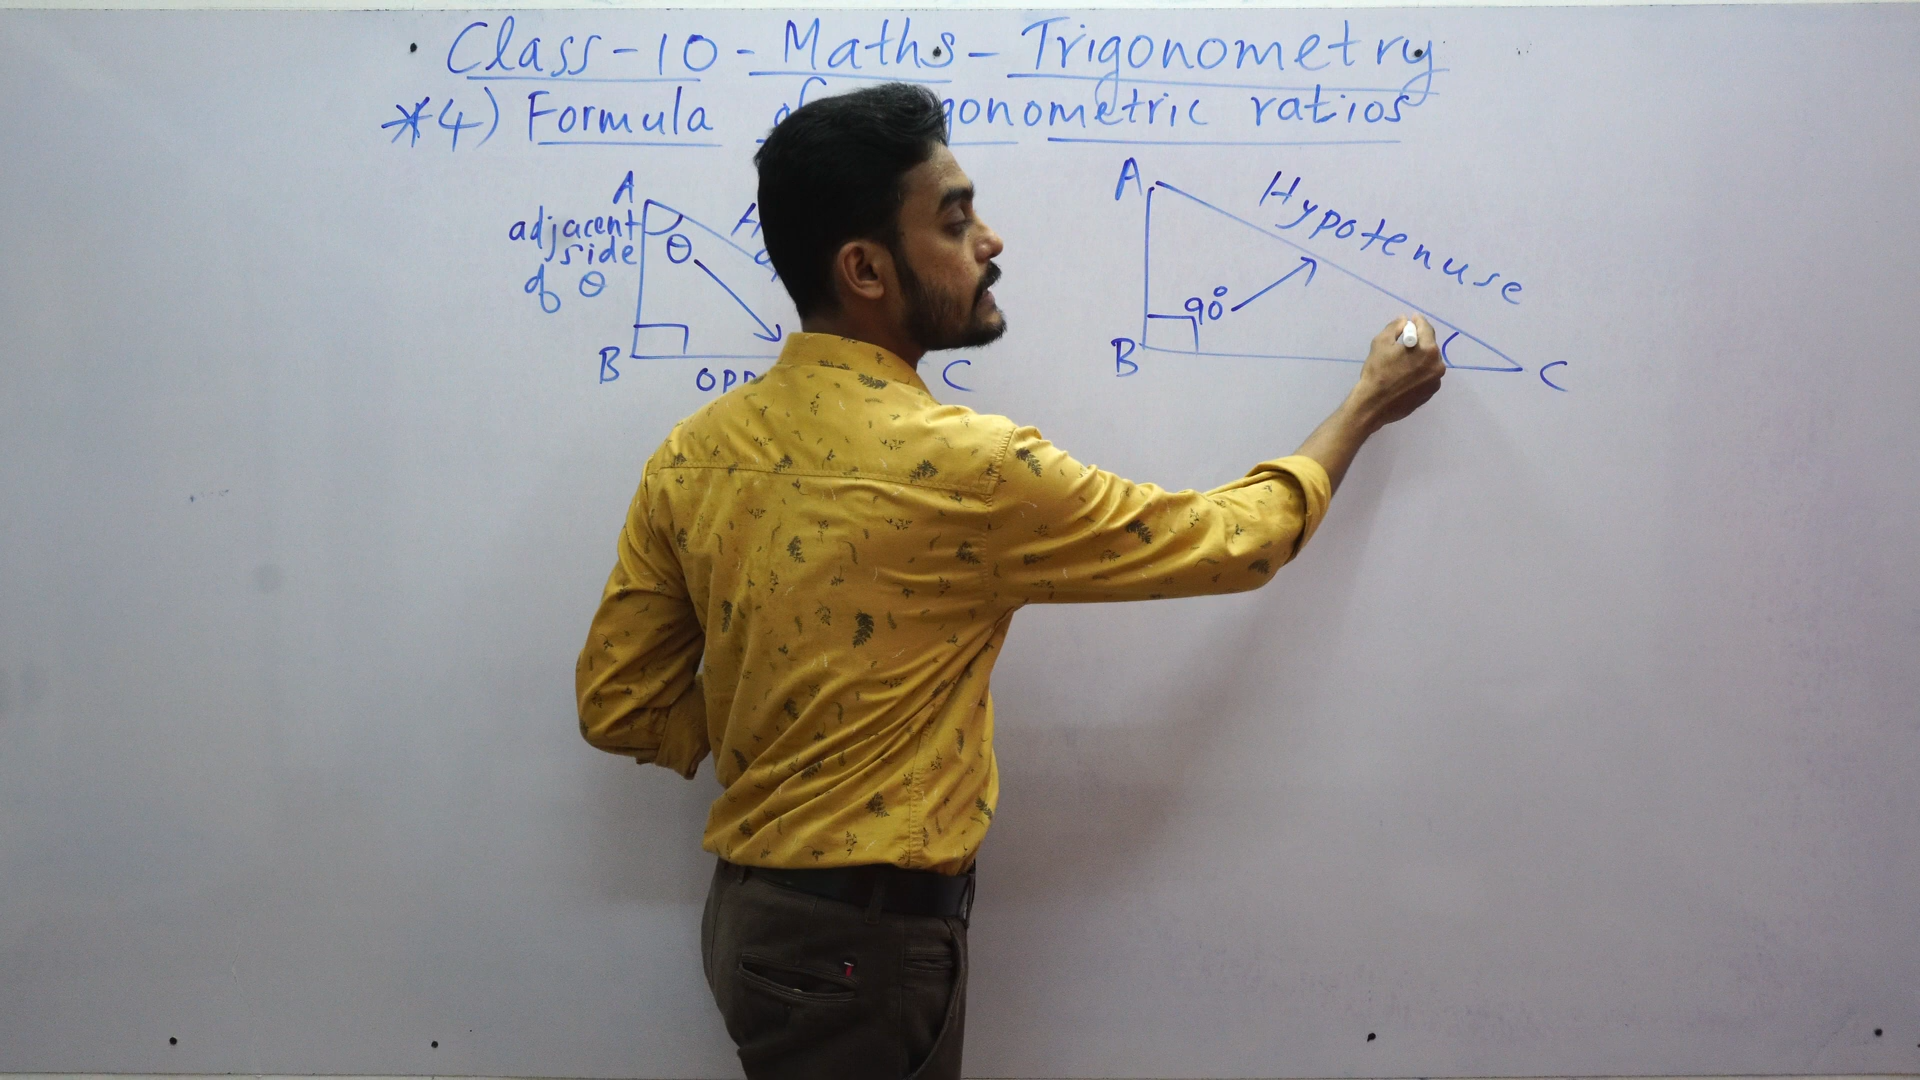 Class-10-Maths-Trigonometry
*4) Formula gonometric ratios
A
adjacent
side
of θ
θ
B
C
A
Hypotenuse
90°
B
C